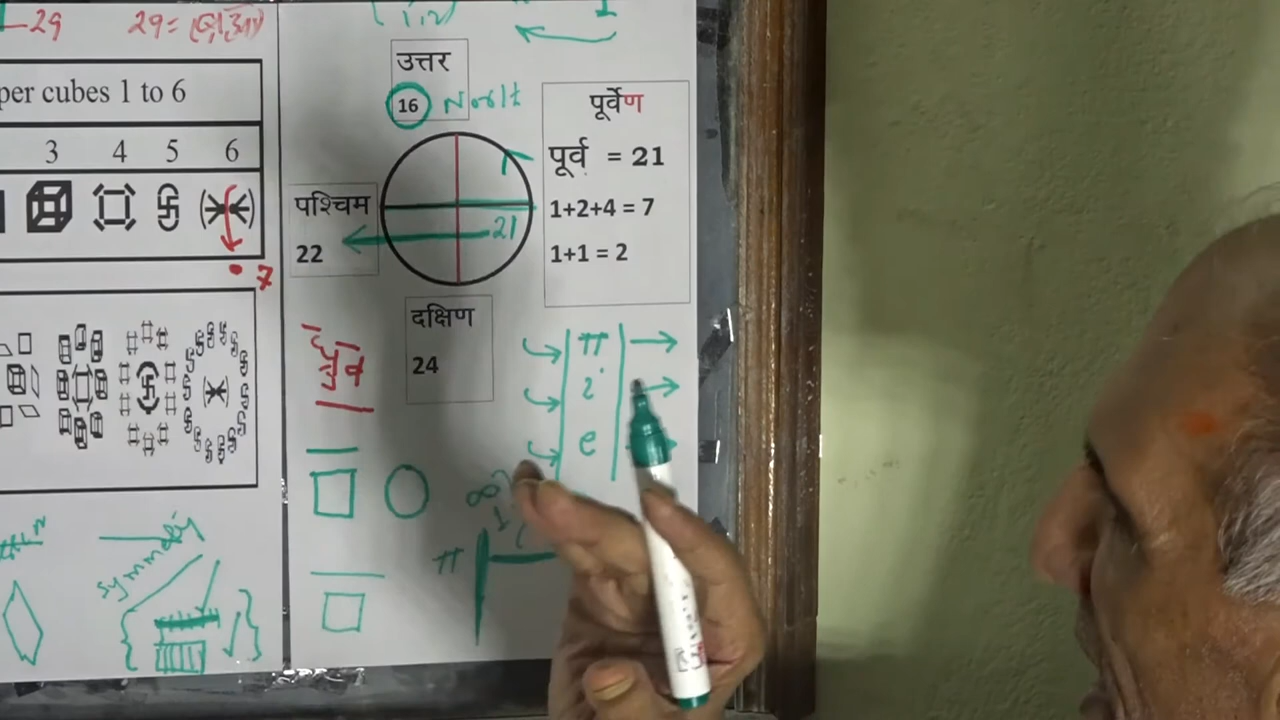 29
29 =
per cubes 1 to 6
3 4 5 6
7
symmetry
उत्तर
16 North
पश्चिम
22
21
दक्षिण
24
पूर्वेण
पूर्व = 21
1+2+4 = 7
1+1 = 2
ध्रुव
π
i
e
∞
1
π